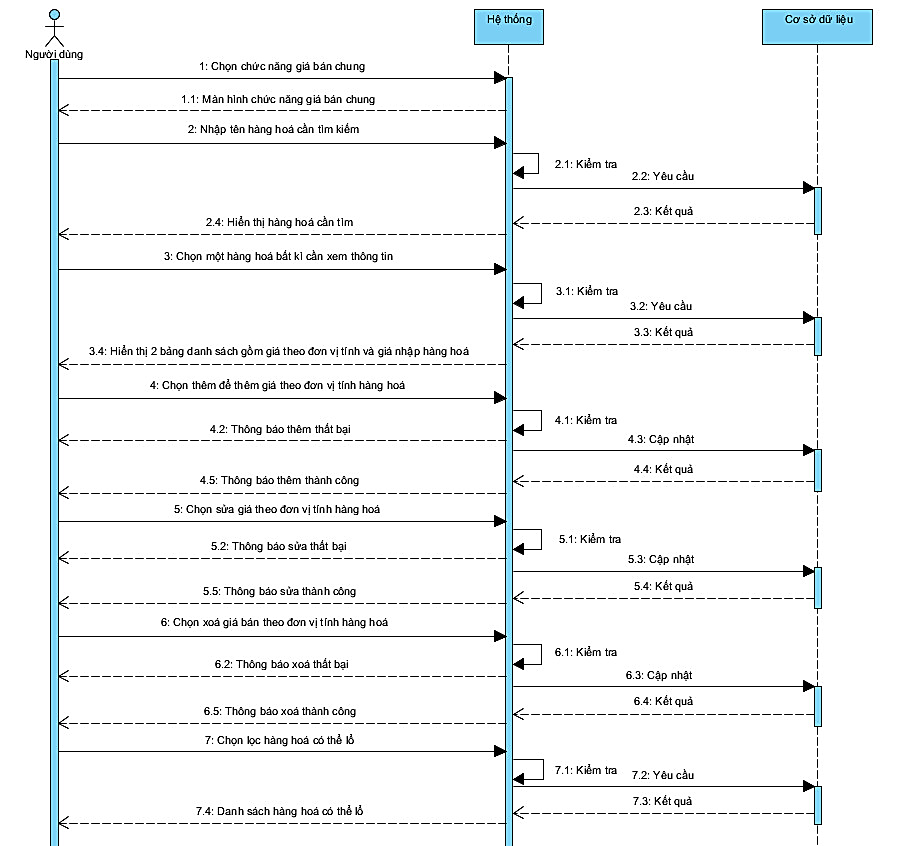 Hệ thống
Cơ sở dữ liệu
Người dùng
1: Chọn chức năng giá bán chung
1.1: Màn hình chức năng giá bán chung
2: Nhập tên hàng hoá cần tìm kiếm
2.1: Kiểm tra
2.2: Yêu cầu
2.3: Kết quả
2.4: Hiển thị hàng hoá cần tìm
3: Chọn một hàng hoá bất kì cần xem thông tin
3.1: Kiểm tra
3.2: Yêu cầu
3.3: Kết quả
3.4: Hiển thị 2 bảng danh sách gồm giá theo đơn vị tính và giá nhập hàng hoá
4: Chọn thêm để thêm giá theo đơn vị tính hàng hoá
4.1: Kiểm tra
4.2: Thông báo thêm thất bại
4.3: Cập nhật
4.4: Kết quả
4.5: Thông báo thêm thành công
5: Chọn sửa giá theo đơn vị tính hàng hoá
5.1: Kiểm tra
5.2: Thông báo sửa thất bại
5.3: Cập nhật
5.4: Kết quả
5.5: Thông báo sửa thành công
6: Chọn xoá giá bán theo đơn vị tính hàng hoá
6.1: Kiểm tra
6.2: Thông báo xoá thất bại
6.3: Cập nhật
6.4: Kết quả
6.5: Thông báo xoá thành công
7: Chọn lọc hàng hoá có thể lổ
7.1: Kiểm tra
7.2: Yêu cầu
7.3: Kết quả
7.4: Danh sách hàng hoá có thể lổ